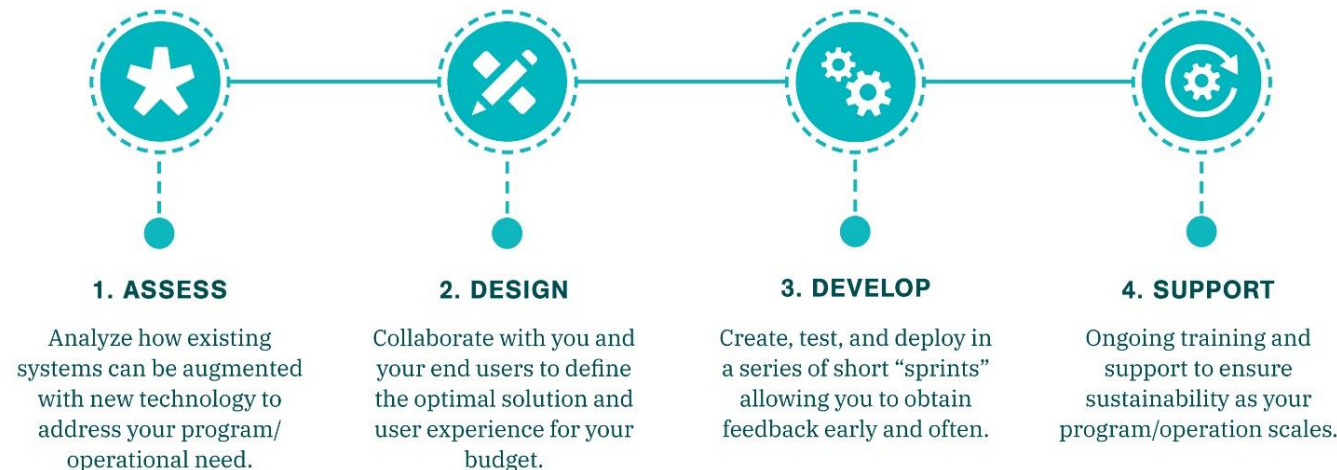 1. ASSESS
Analyze how existing
systems can be augmented
with new technology to
address your program/
operational need.
2. DESIGN
Collaborate with you and
your end users to define
the optimal solution and
user experience for your
budget.
3. DEVELOP
Create, test, and deploy in
a series of short “sprints”
allowing you to obtain
feedback early and often.
4. SUPPORT
Ongoing training and
support to ensure
sustainability as your
program/operation scales.